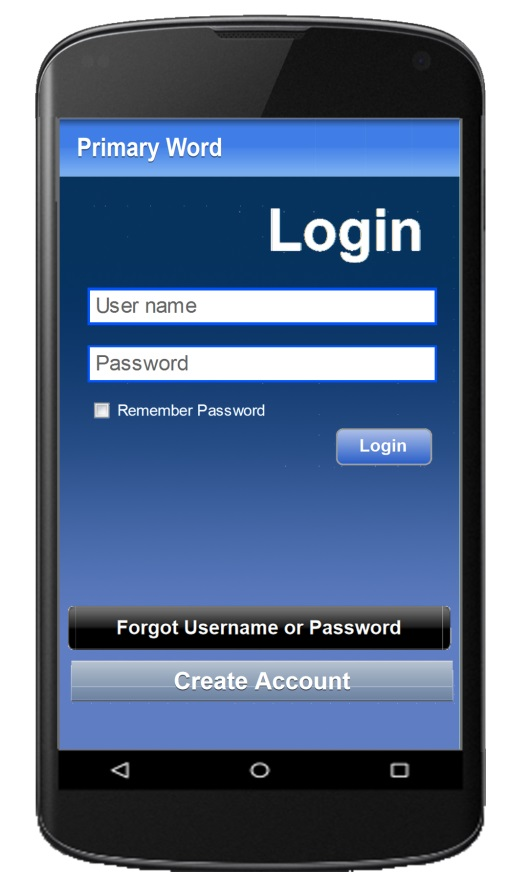 Primary Word
Login
User name
Password
Remember Password
Login
Forgot Username or Password
Create Account